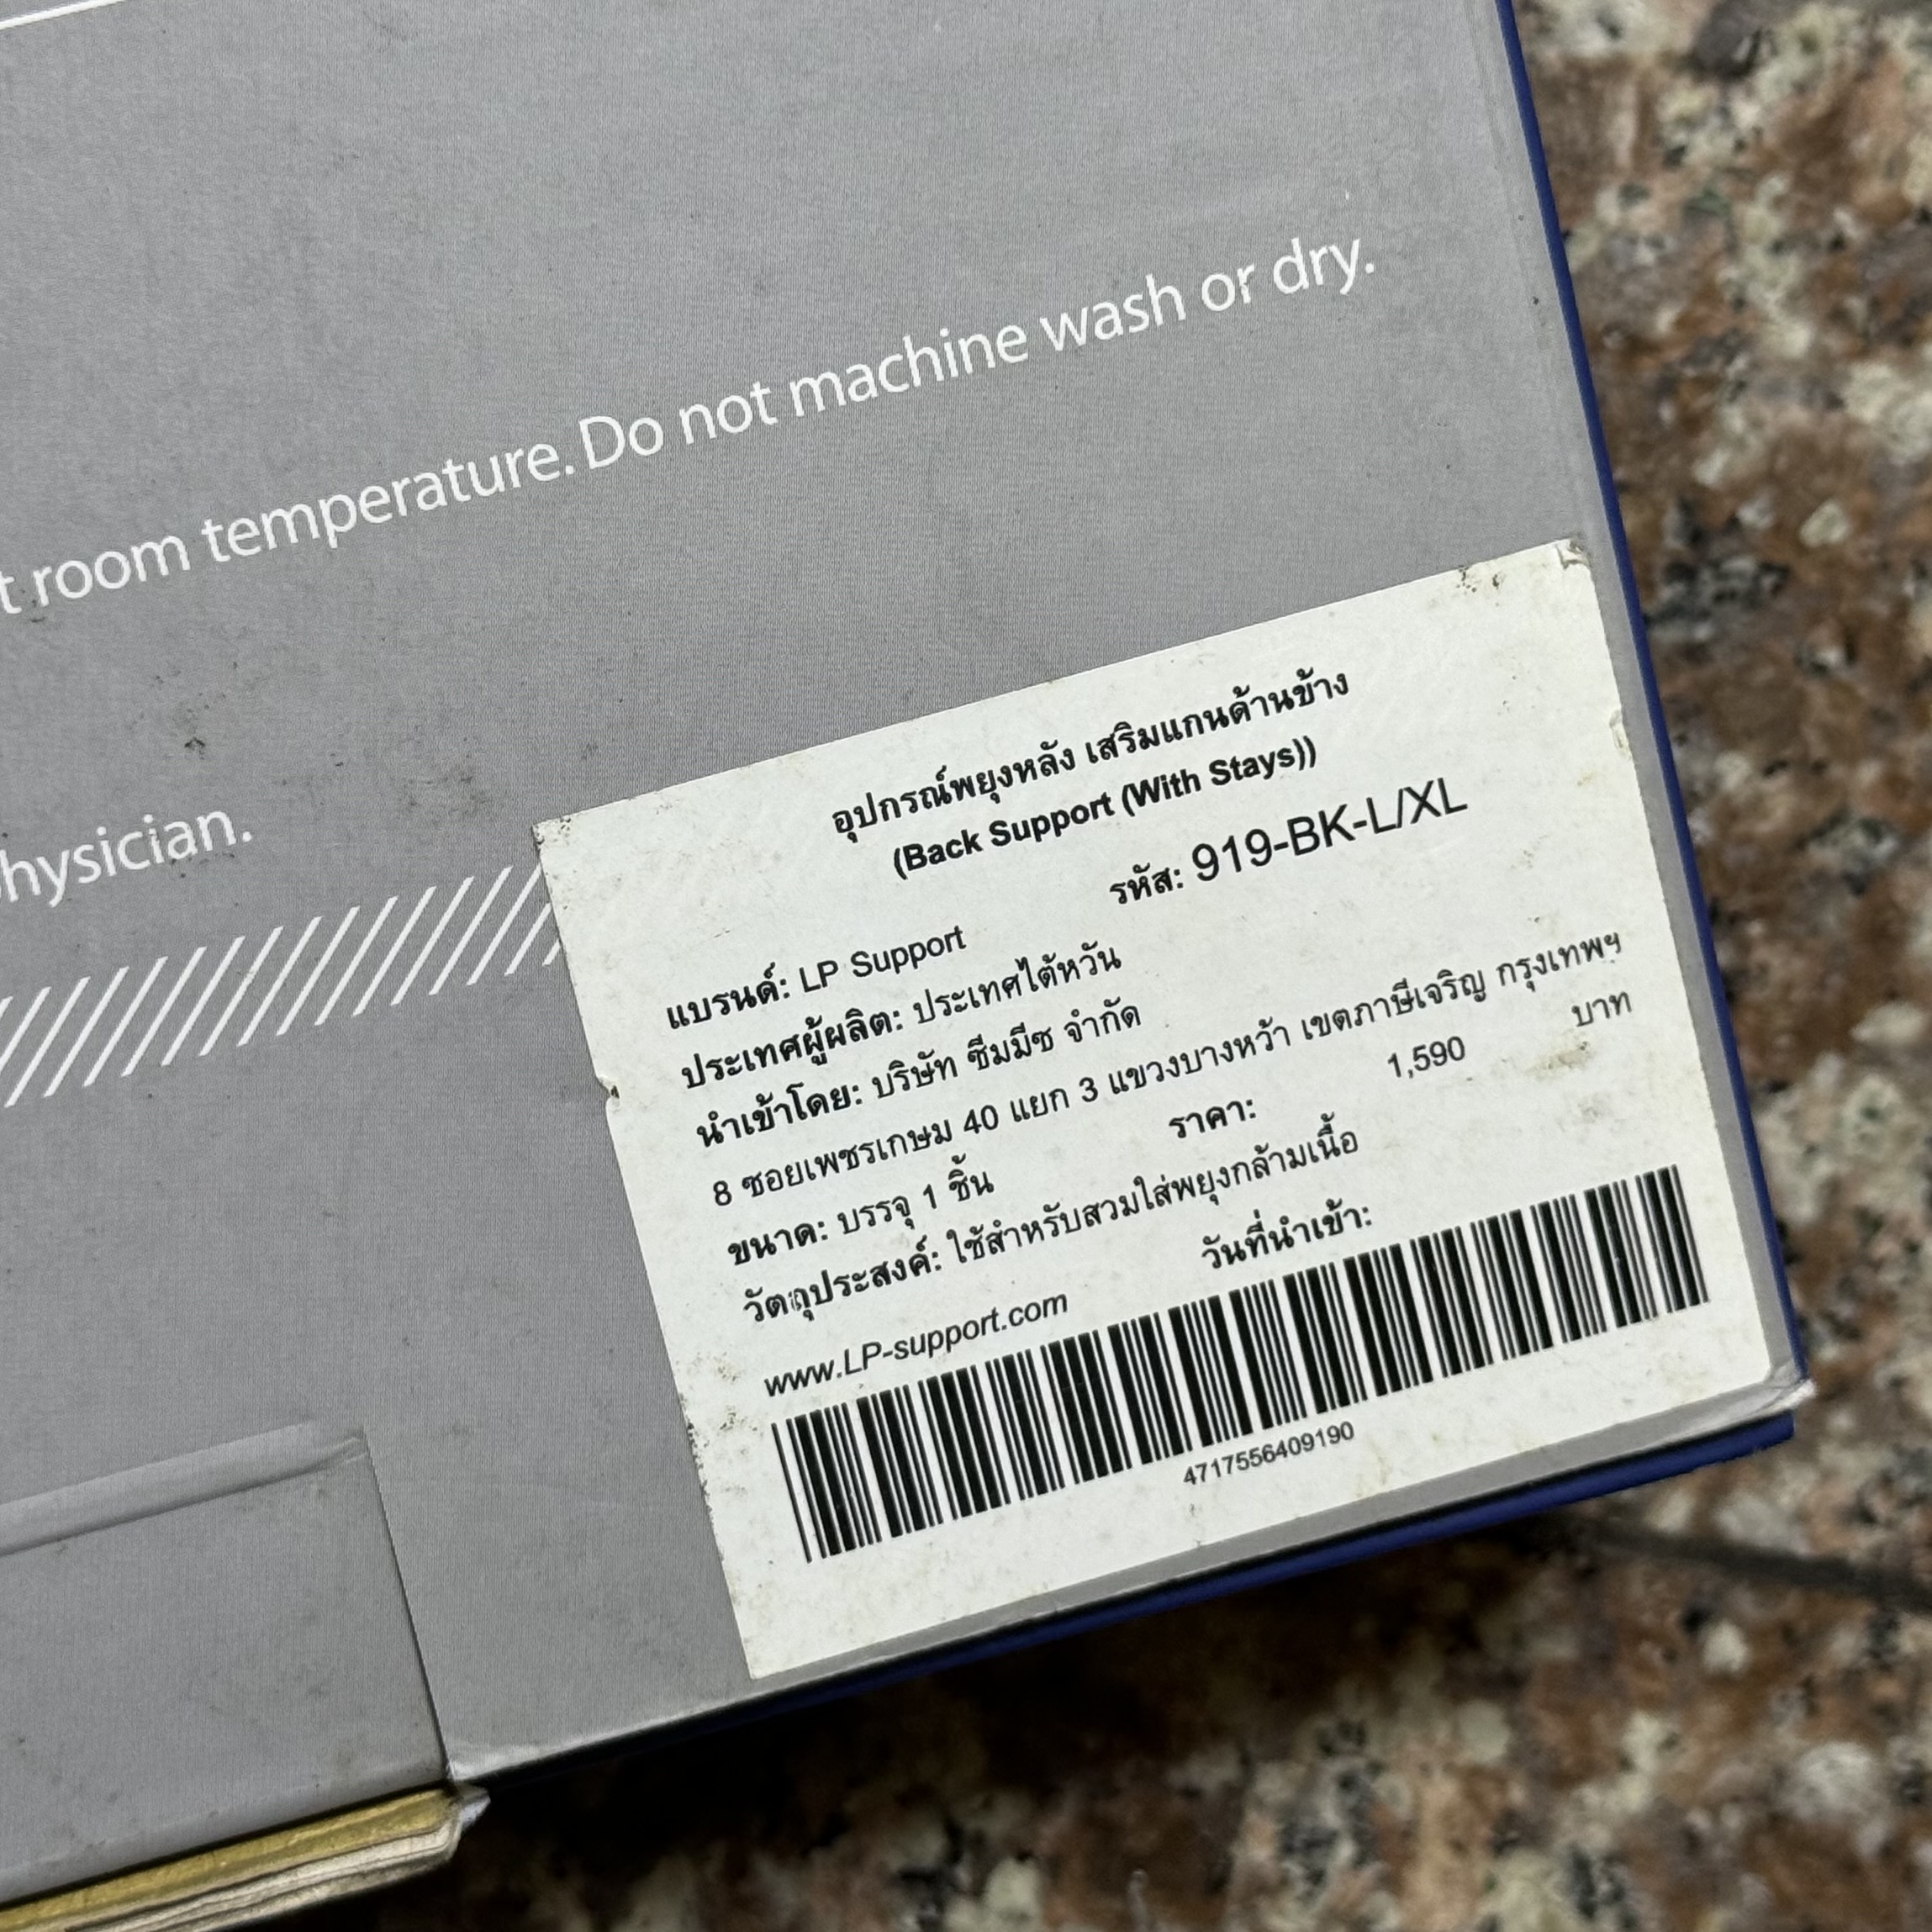 t room temperature. Do not machine wash or dry.
hysician.
อุปกรณ์พยุงหลัง เสริมแกนด้านข้าง
(Back Support (With Stays))
รหัส: 919-BK-L/XL
แบรนด์: LP Support
ประเทศผู้ผลิต: ประเทศไต้หวัน
นำเข้าโดย: บริษัท ซีมมีซ จำกัด
8 ซอยเพชรเกษม 40 แยก 3 แขวงบางหว้า เขตภาษีเจริญ กรุงเทพฯ
ขนาด: บรรจุ 1 ชิ้น ราคา: 1,590 บาท
วัตถุประสงค์: ใช้สำหรับสวมใส่พยุงกล้ามเนื้อ
www.LP-support.com วันที่นำเข้า:
4717556409190